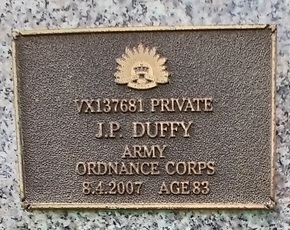 VX137681 PRIVATE
J.P. DUFFY
ARMY
ORDNANCE CORPS
8.4.2007 AGE 83